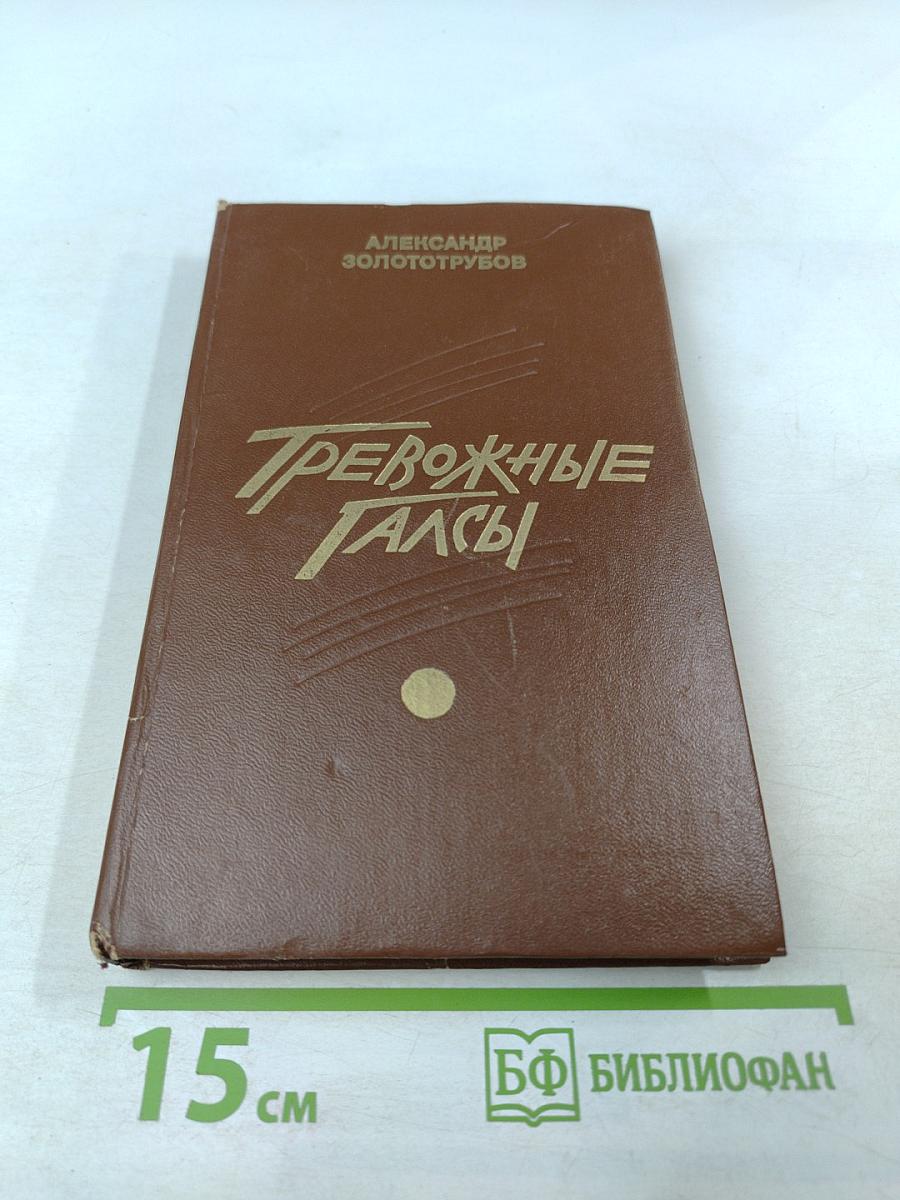 АЛЕКСАНДР
ЗОЛОТОТРУБОВ
ТРЕВОЖНЫЕ
ГАЛСЫ
15 см
БФ БИБЛИОФАН